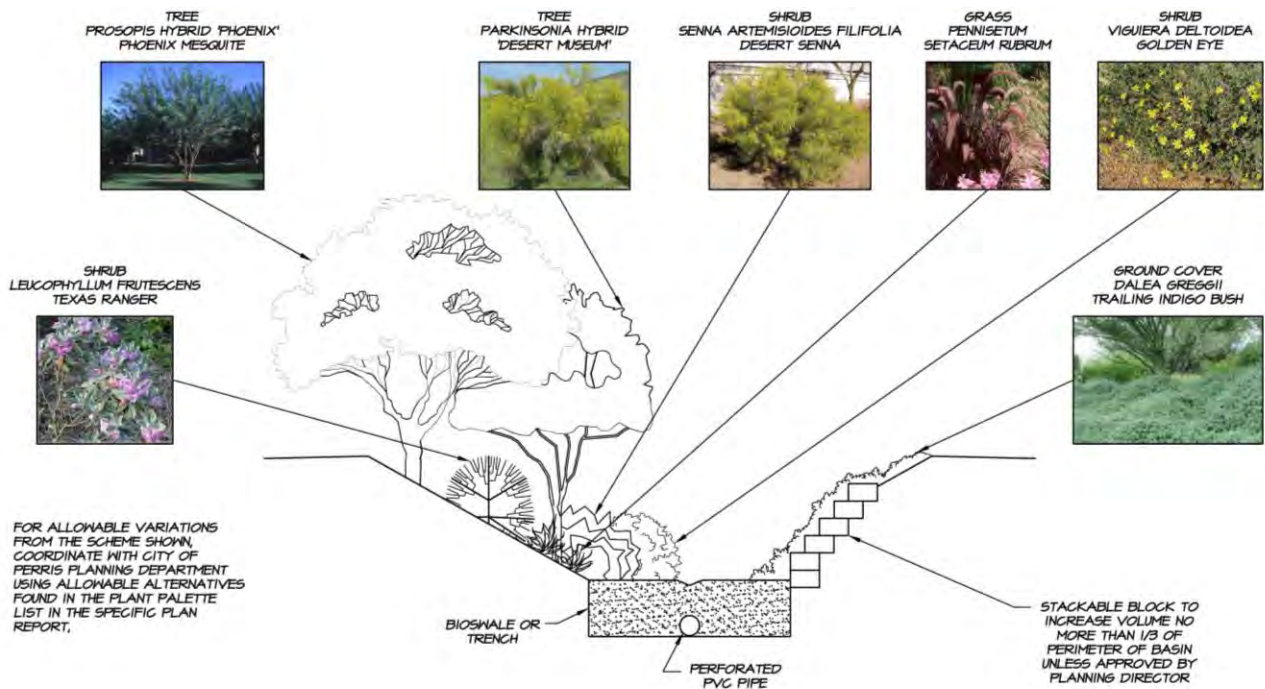 TREE
PROSOPIS HYBRID 'PHOENIX'
PHOENIX MESQUITE
TREE
PARKINSONIA HYBRID
'DESERT MUSEUM'
SHRUB
SENNA ARTEMISIOIDES FILIFOLIA
DESERT SENNA
GRASS
PENNISETUM
SETACEUM RUBRUM
SHRUB
VIGUIERA DELTOIDEA
GOLDEN EYE
SHRUB
LEUCOPHYLLUM FRUTESCENS
TEXAS RANGER
GROUND COVER
DALEA GREGGII
TRAILING INDIGO BUSH
FOR ALLOWABLE VARIATIONS
FROM THE SCHEME SHOWN,
COORDINATE WITH CITY OF
PERRIS PLANNING DEPARTMENT
USING ALLOWABLE ALTERNATIVES
FOUND IN THE PLANT PALETTE
LIST IN THE SPECIFIC PLAN
REPORT,
BIOSWALE OR
TRENCH
PERFORATED
PVC PIPE
STACKABLE BLOCK TO
INCREASE VOLUME NO
MORE THAN 1/3 OF
PERIMETER OF BASIN
UNLESS APPROVED BY
PLANNING DIRECTOR